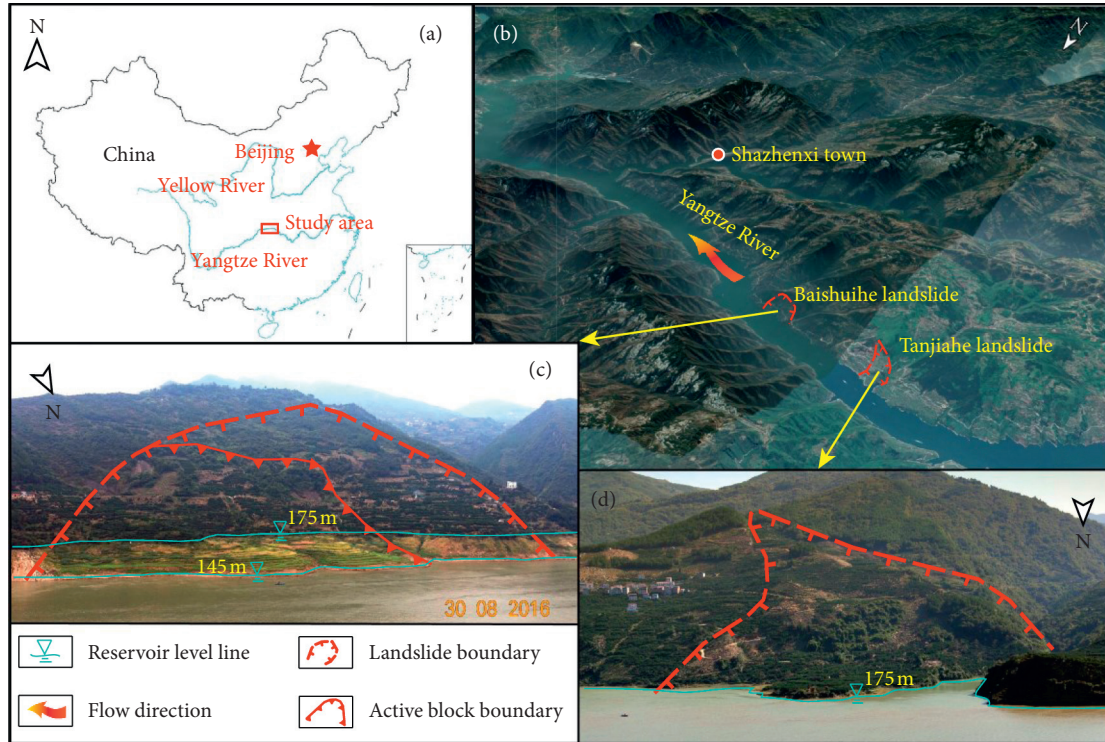 N
(a)
China
Beijing
Yellow River
Study area
Yangtze River
(b)
N
Shazhenxi town
Yangtze River
Baishuihe landslide
Tanjiahe landslide
(c)
N
175 m
145 m
30 08 2016
(d)
N
175 m
Reservoir level line
Landslide boundary
Flow direction
Active block boundary